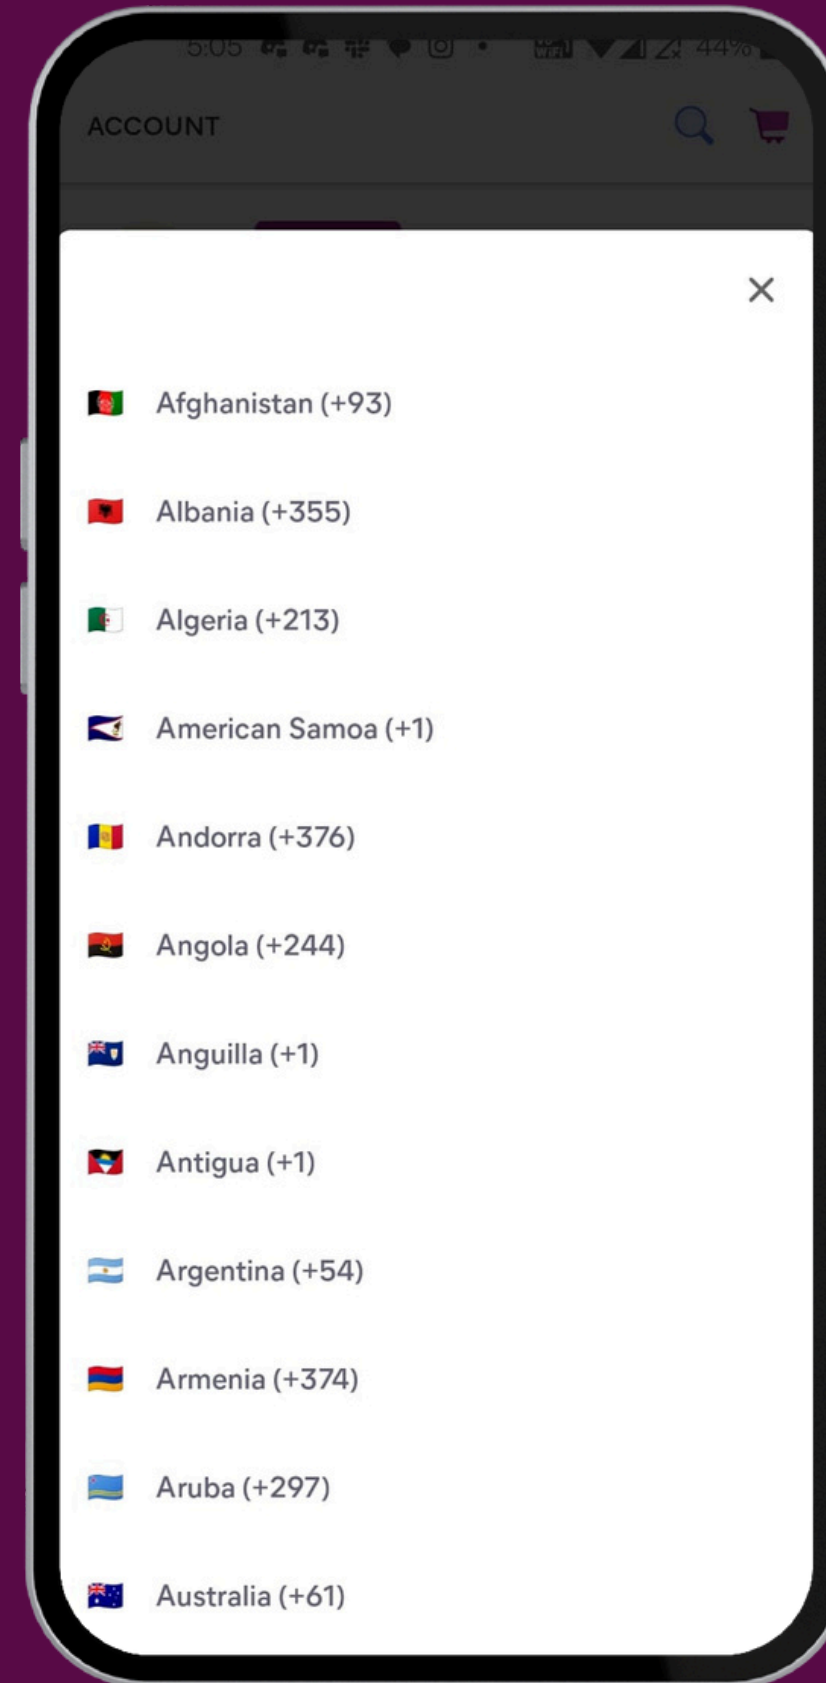 5:05 44%
ACCOUNT
Afghanistan (+93)
Albania (+355)
Algeria (+213)
American Samoa (+1)
Andorra (+376)
Angola (+244)
Anguilla (+1)
Antigua (+1)
Argentina (+54)
Armenia (+374)
Aruba (+297)
Australia (+61)